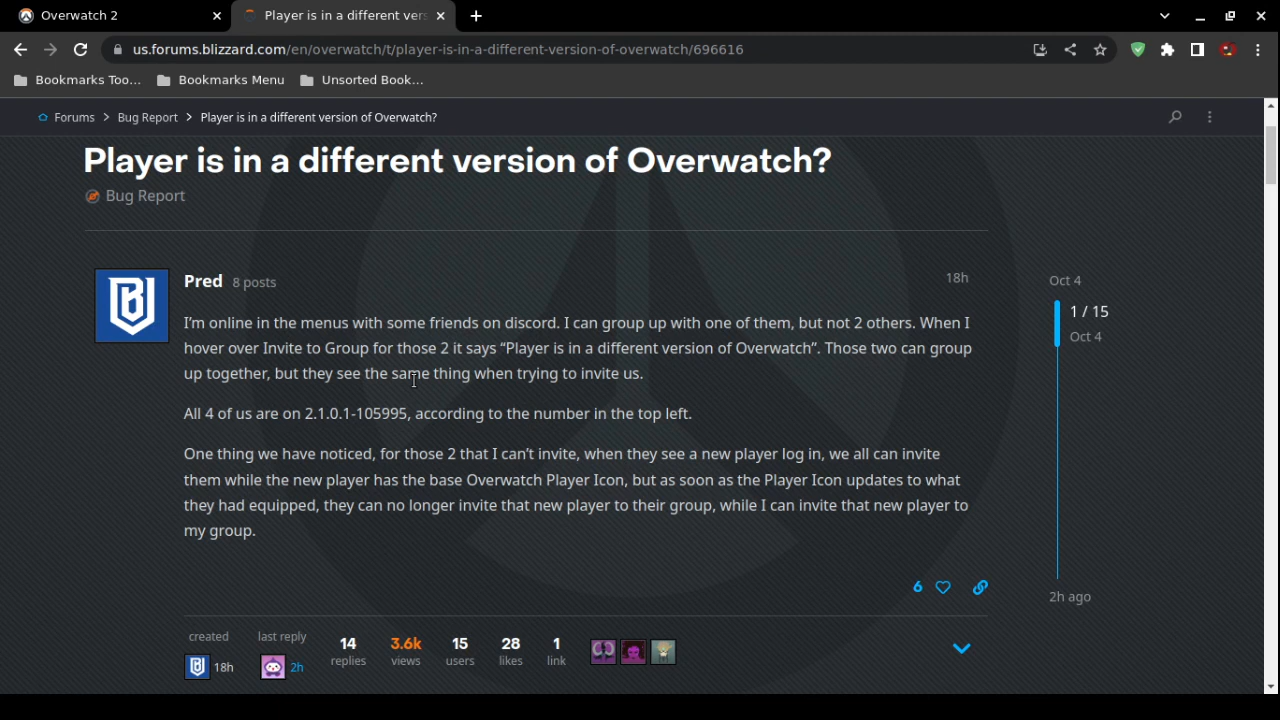 Overwatch 2
Player is in a different vers
us.forums.blizzard.com/en/overwatch/t/player-is-in-a-different-version-of-overwatch/696616
Bookmarks Too...
Bookmarks Menu
Unsorted Book...
Forums > Bug Report > Player is in a different version of Overwatch?
Player is in a different version of Overwatch?
Bug Report
Pred 8 posts
18h
I'm online in the menus with some friends on discord. I can group up with one of them, but not 2 others. When I
hover over Invite to Group for those 2 it says “Player is in a different version of Overwatch”. Those two can group
up together, but they see the same thing when trying to invite us.
All 4 of us are on 2.1.0.1-105995, according to the number in the top left.
One thing we have noticed, for those 2 that I can't invite, when they see a new player log in, we all can invite
them while the new player has the base Overwatch Player Icon, but as soon as the Player Icon updates to what
they had equipped, they can no longer invite that new player to their group, while I can invite that new player to
my group.
6
created
18h
last reply
2h
14
replies
3.6k
views
15
users
28
likes
1
link
Oct 4
1 / 15
Oct 4
2h ago